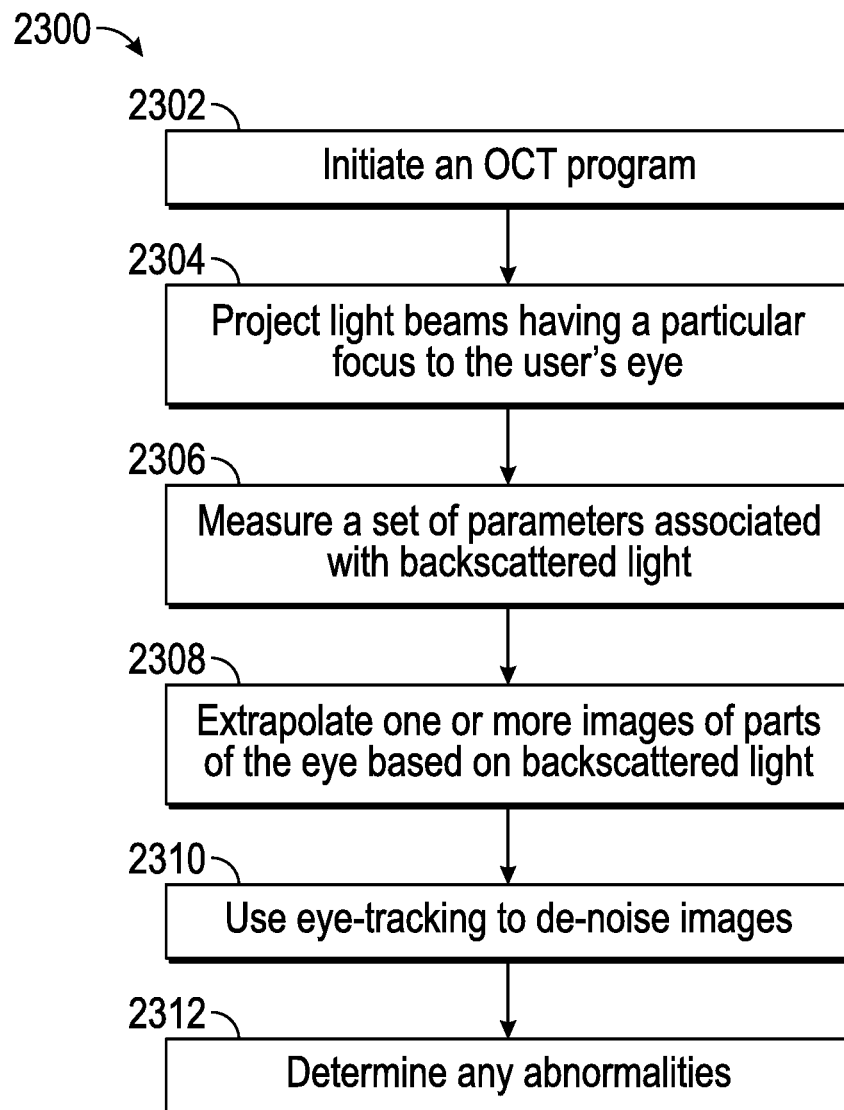 2300
2302
Initiate an OCT program
2304
Project light beams having a particular
focus to the user's eye
2306
Measure a set of parameters associated
with backscattered light
2308
Extrapolate one or more images of parts
of the eye based on backscattered light
2310
Use eye-tracking to de-noise images
2312
Determine any abnormalities